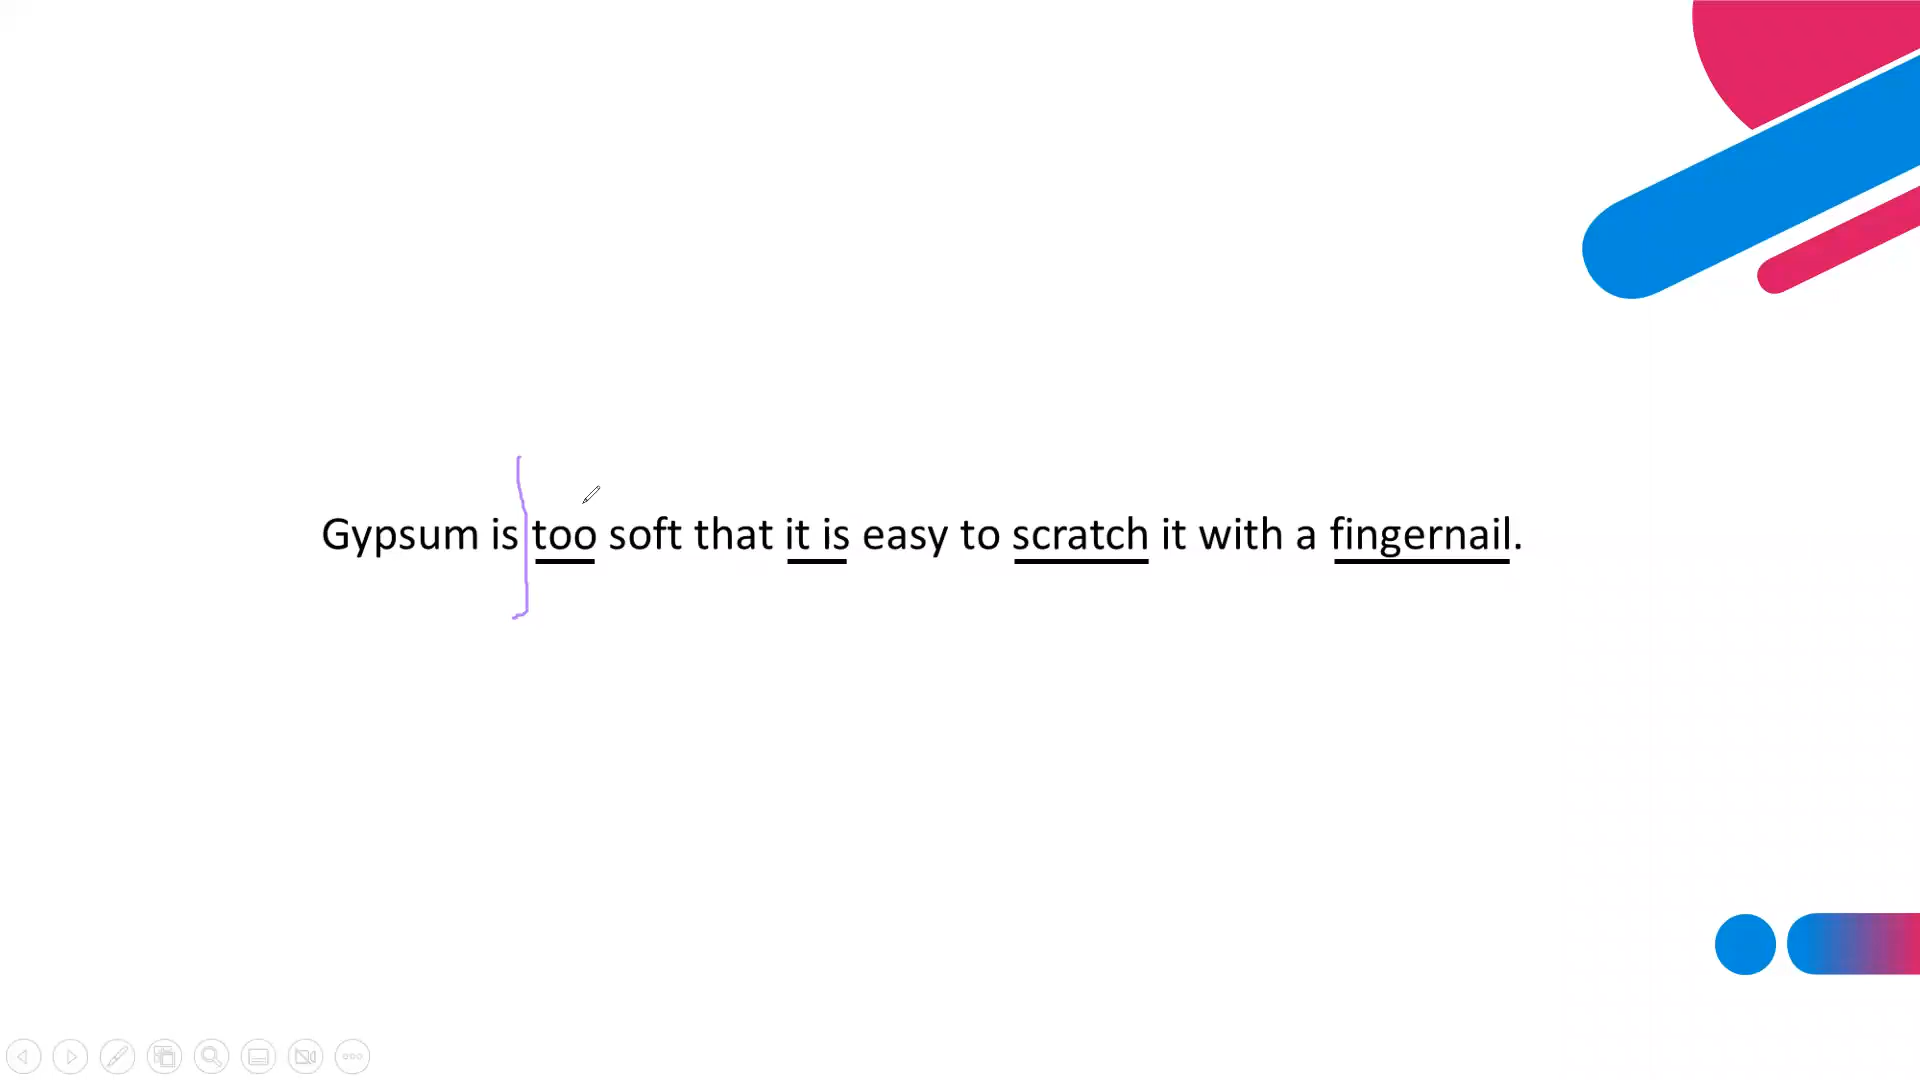 Gypsum is too soft that it is easy to scratch it with a fingernail.